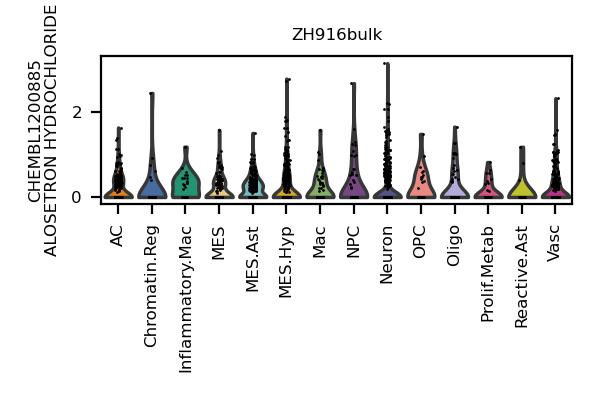 ZH916bulk
CHEMBL1200885
ALOSETRON HYDROCHLORIDE
2
0
AC
Chromatin.Reg
Inflammatory.Mac
MES
MES.Ast
MES.Hyp
Mac
NPC
Neuron
OPC
Oligo
Prolif.Metab
Reactive.Ast
Vasc